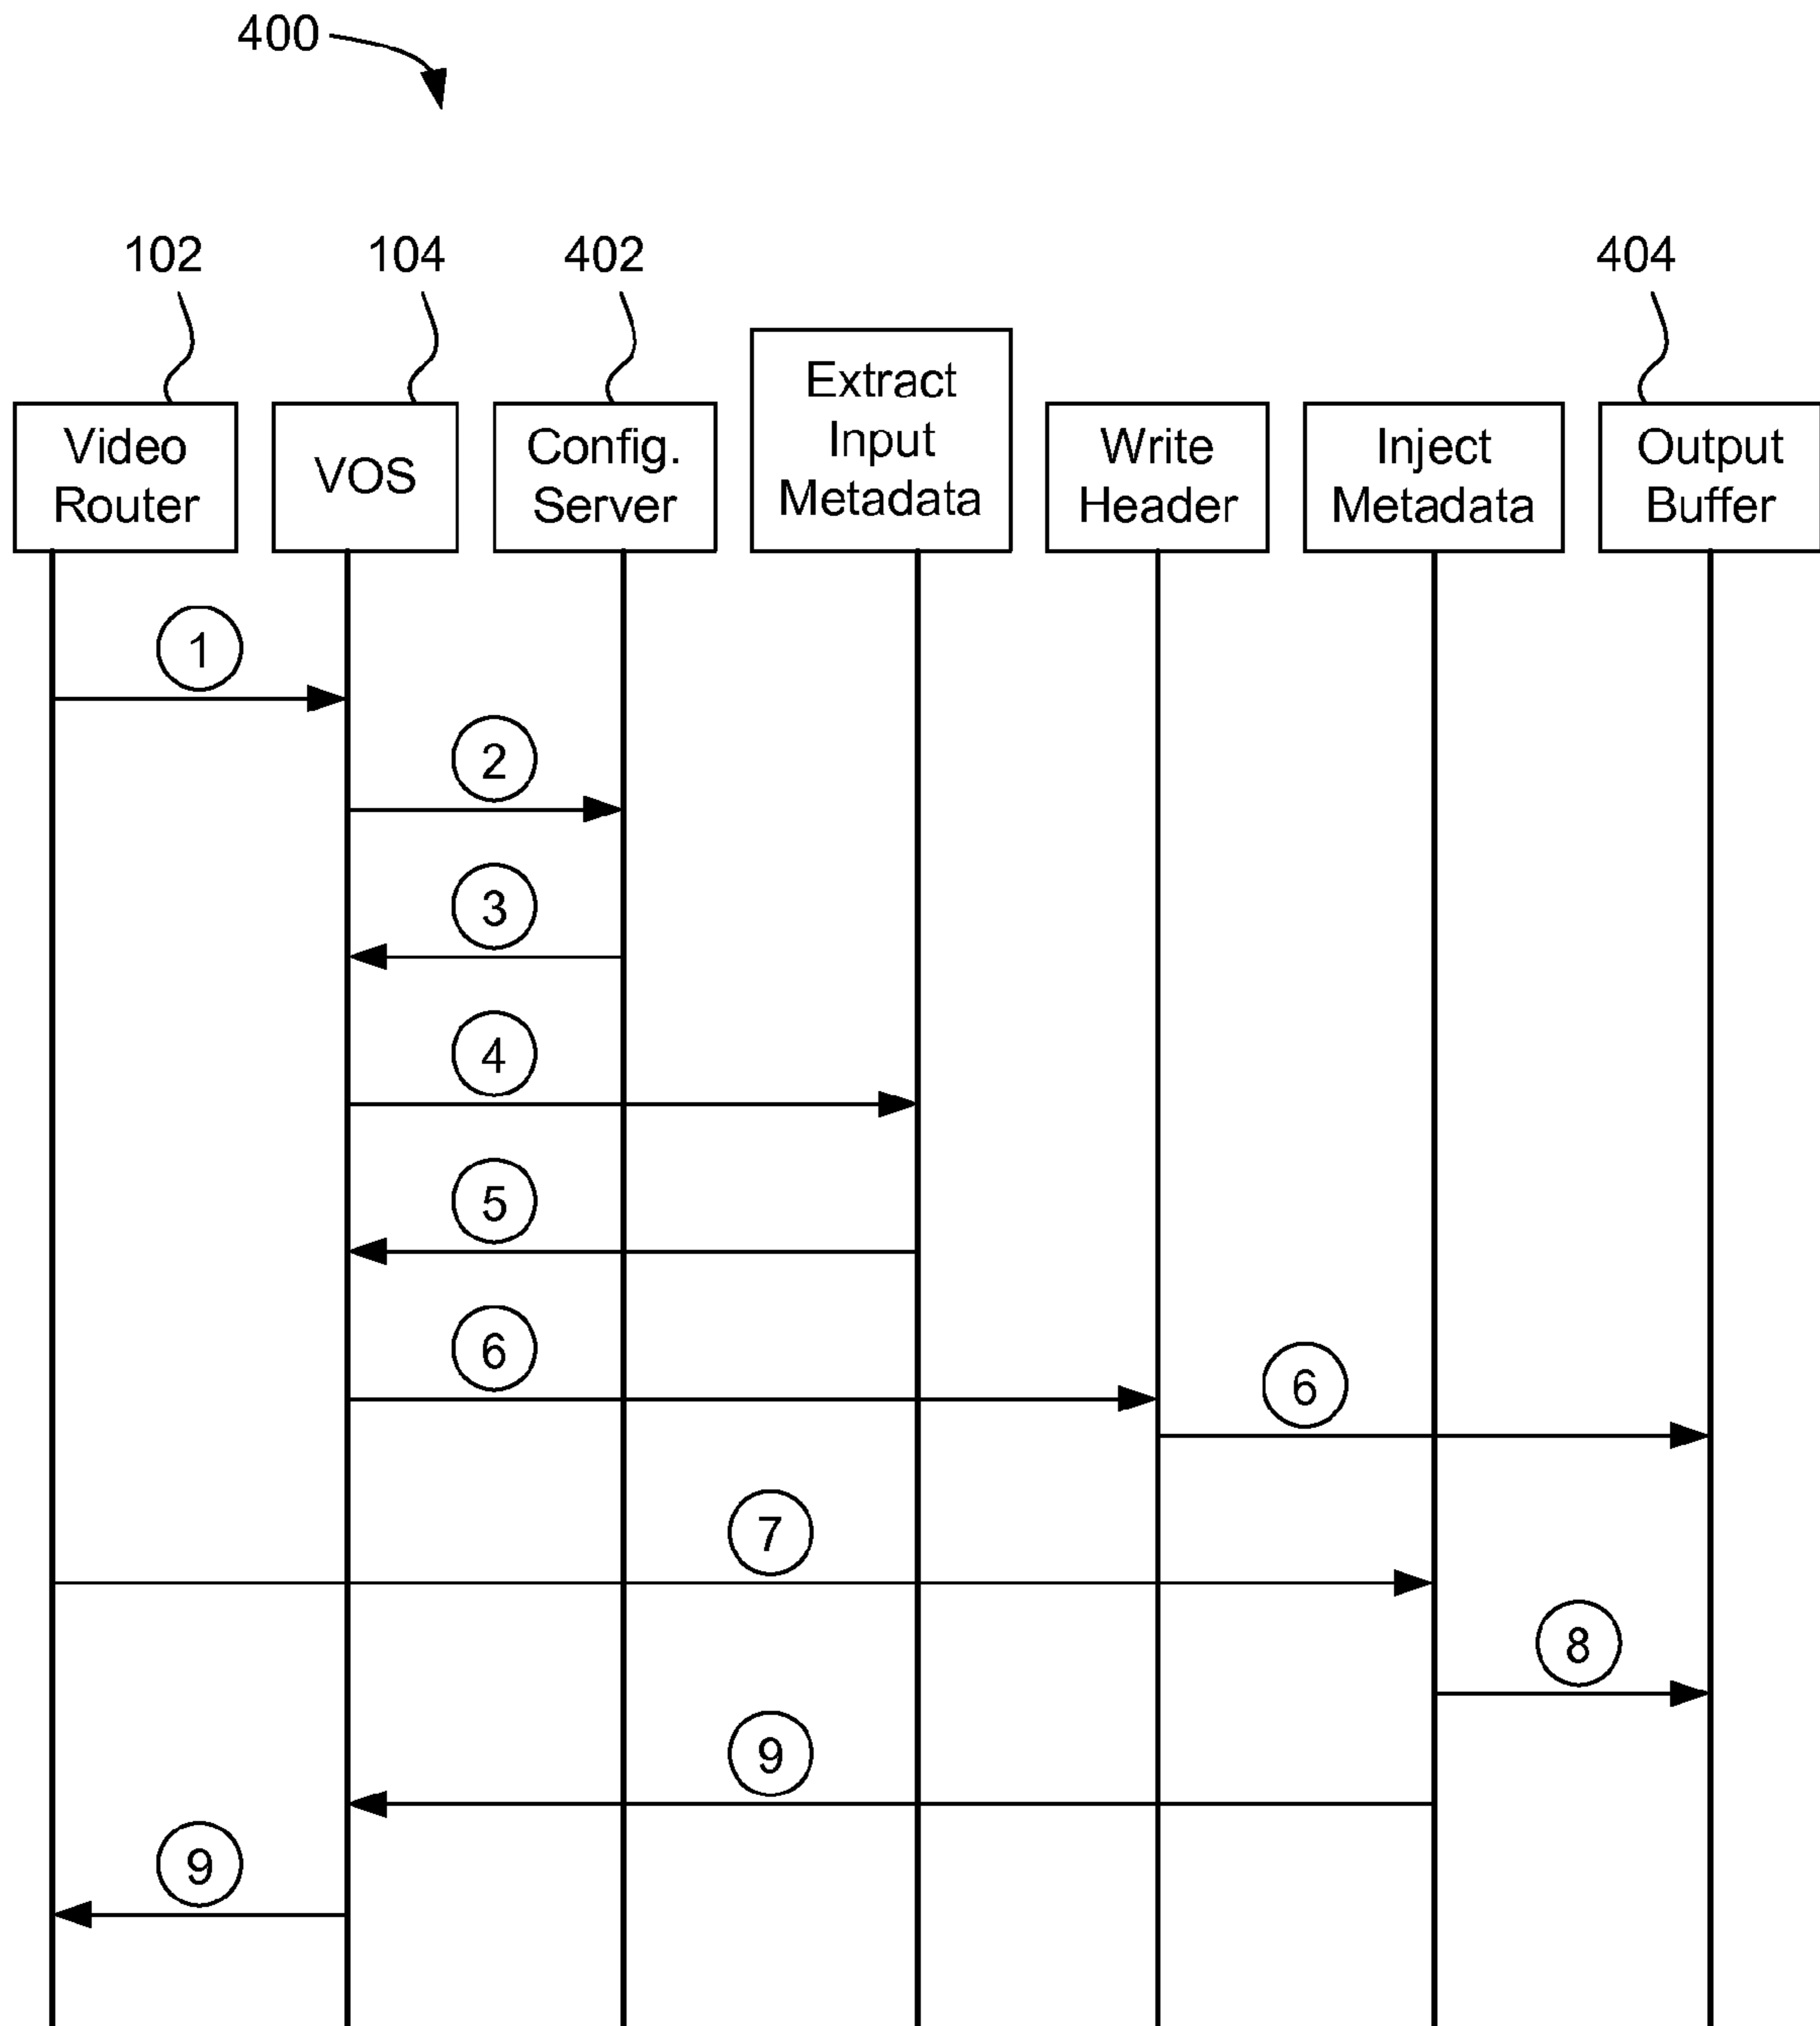 400
102
104
402
404
Video
Router
VOS
Config.
Server
Extract
Input
Metadata
Write
Header
Inject
Metadata
Output
Buffer
1
2
3
4
5
6
6
7
8
9
9